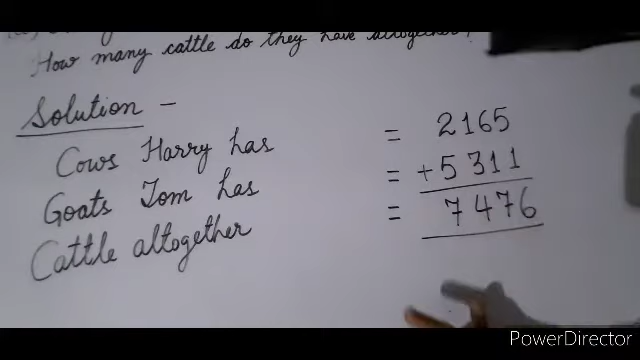 How many cattle do they have altogether?
Solution –
Cows Harry has = 2165
Goats Tom has = + 5311
Cattle altogether = 7476
PowerDirector